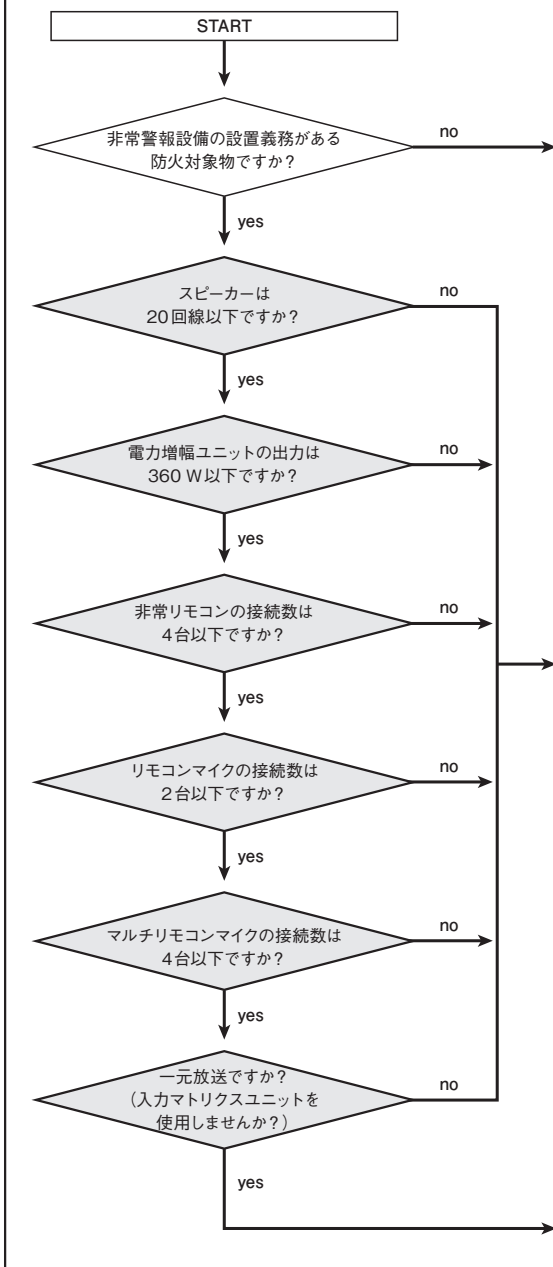 START
非常警報設備の設置義務がある
防火対象物ですか?
no
yes
スピーカーは
20回線以下ですか?
no
yes
電力増幅ユニットの出力は
360 W以下ですか?
no
yes
非常リモコンの接続数は
4台以下ですか?
no
yes
リモコンマイクの接続数は
2台以下ですか?
no
yes
マルチリモコンマイクの接続数は
4台以下ですか?
no
yes
一元放送ですか?
(入力マトリクスユニットを
使用しませんか?)
no
yes